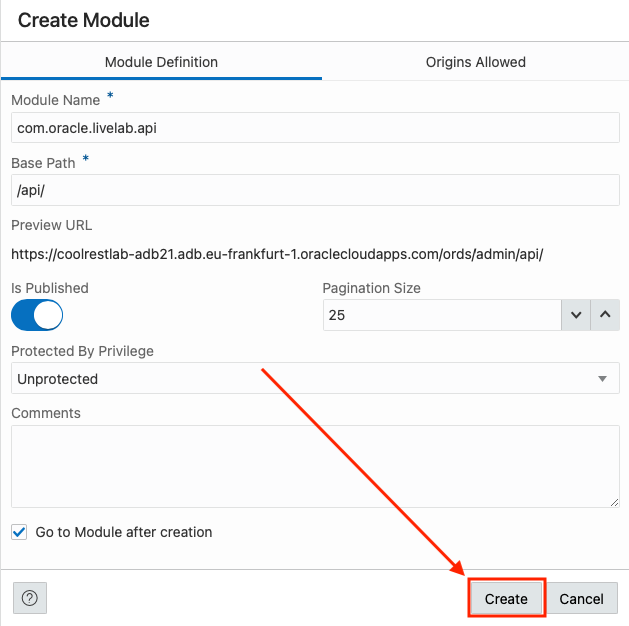 Create Module
Module Definition
Origins Allowed
Module Name *
com.oracle.livelab.api
Base Path *
/api/
Preview URL
https://coolrestlab-adb21.adb.eu-frankfurt-1.oraclecloudapps.com/ords/admin/api/
Is Published
Pagination Size
25
Protected By Privilege
Unprotected
Comments
Go to Module after creation
?
Create
Cancel